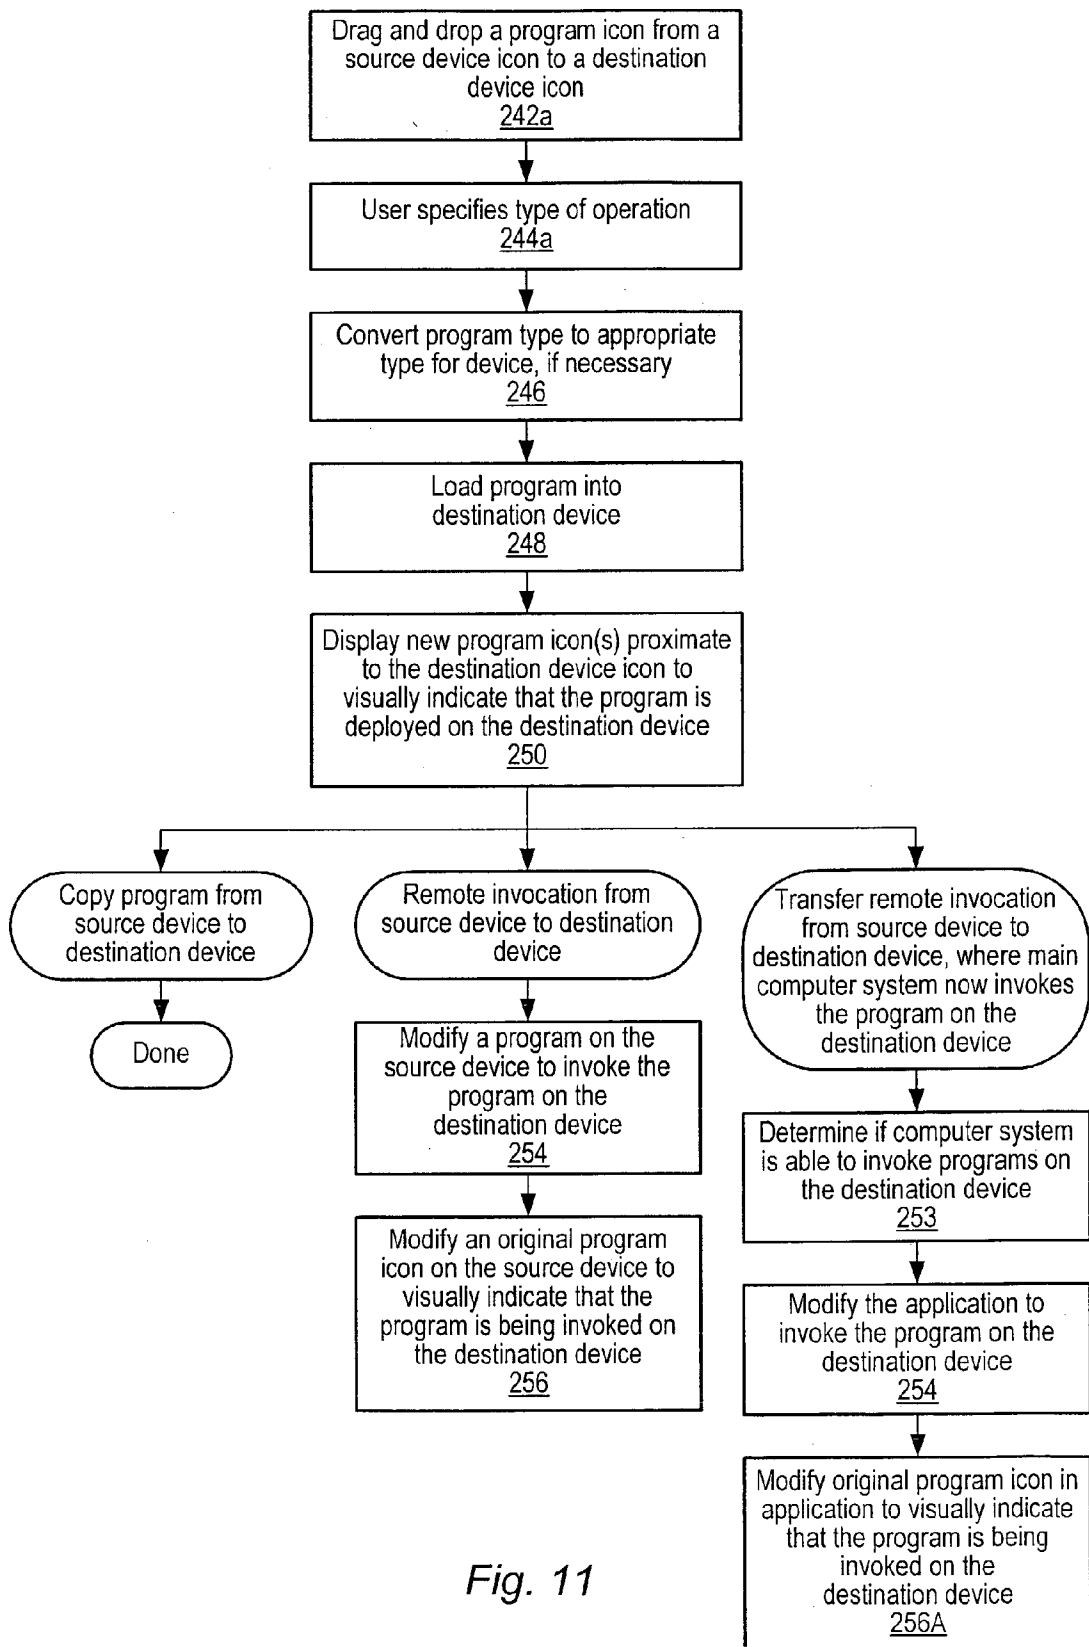 Drag and drop a program icon from a
source device icon to a destination
device icon
242a
User specifies type of operation
244a
Convert program type to appropriate
type for device, if necessary
246
Load program into
destination device
248
Display new program icon(s) proximate
to the destination device icon to
visually indicate that the program is
deployed on the destination device
250
Copy program from
source device to
destination device
Done
Remote invocation from
source device to destination
device
Modify a program on the
source device to invoke the
program on the
destination device
254
Modify an original program
icon on the source device to
visually indicate that the
program is being invoked on
the destination device
256
Transfer remote invocation
from source device to
destination device, where main
computer system now invokes
the program on the
destination device
Determine if computer system
is able to invoke programs on
the destination device
253
Modify the application to
invoke the program on the
destination device
254
Modify original program icon in
application to visually indicate
that the program is being
invoked on the
destination device
256A
Fig. 11